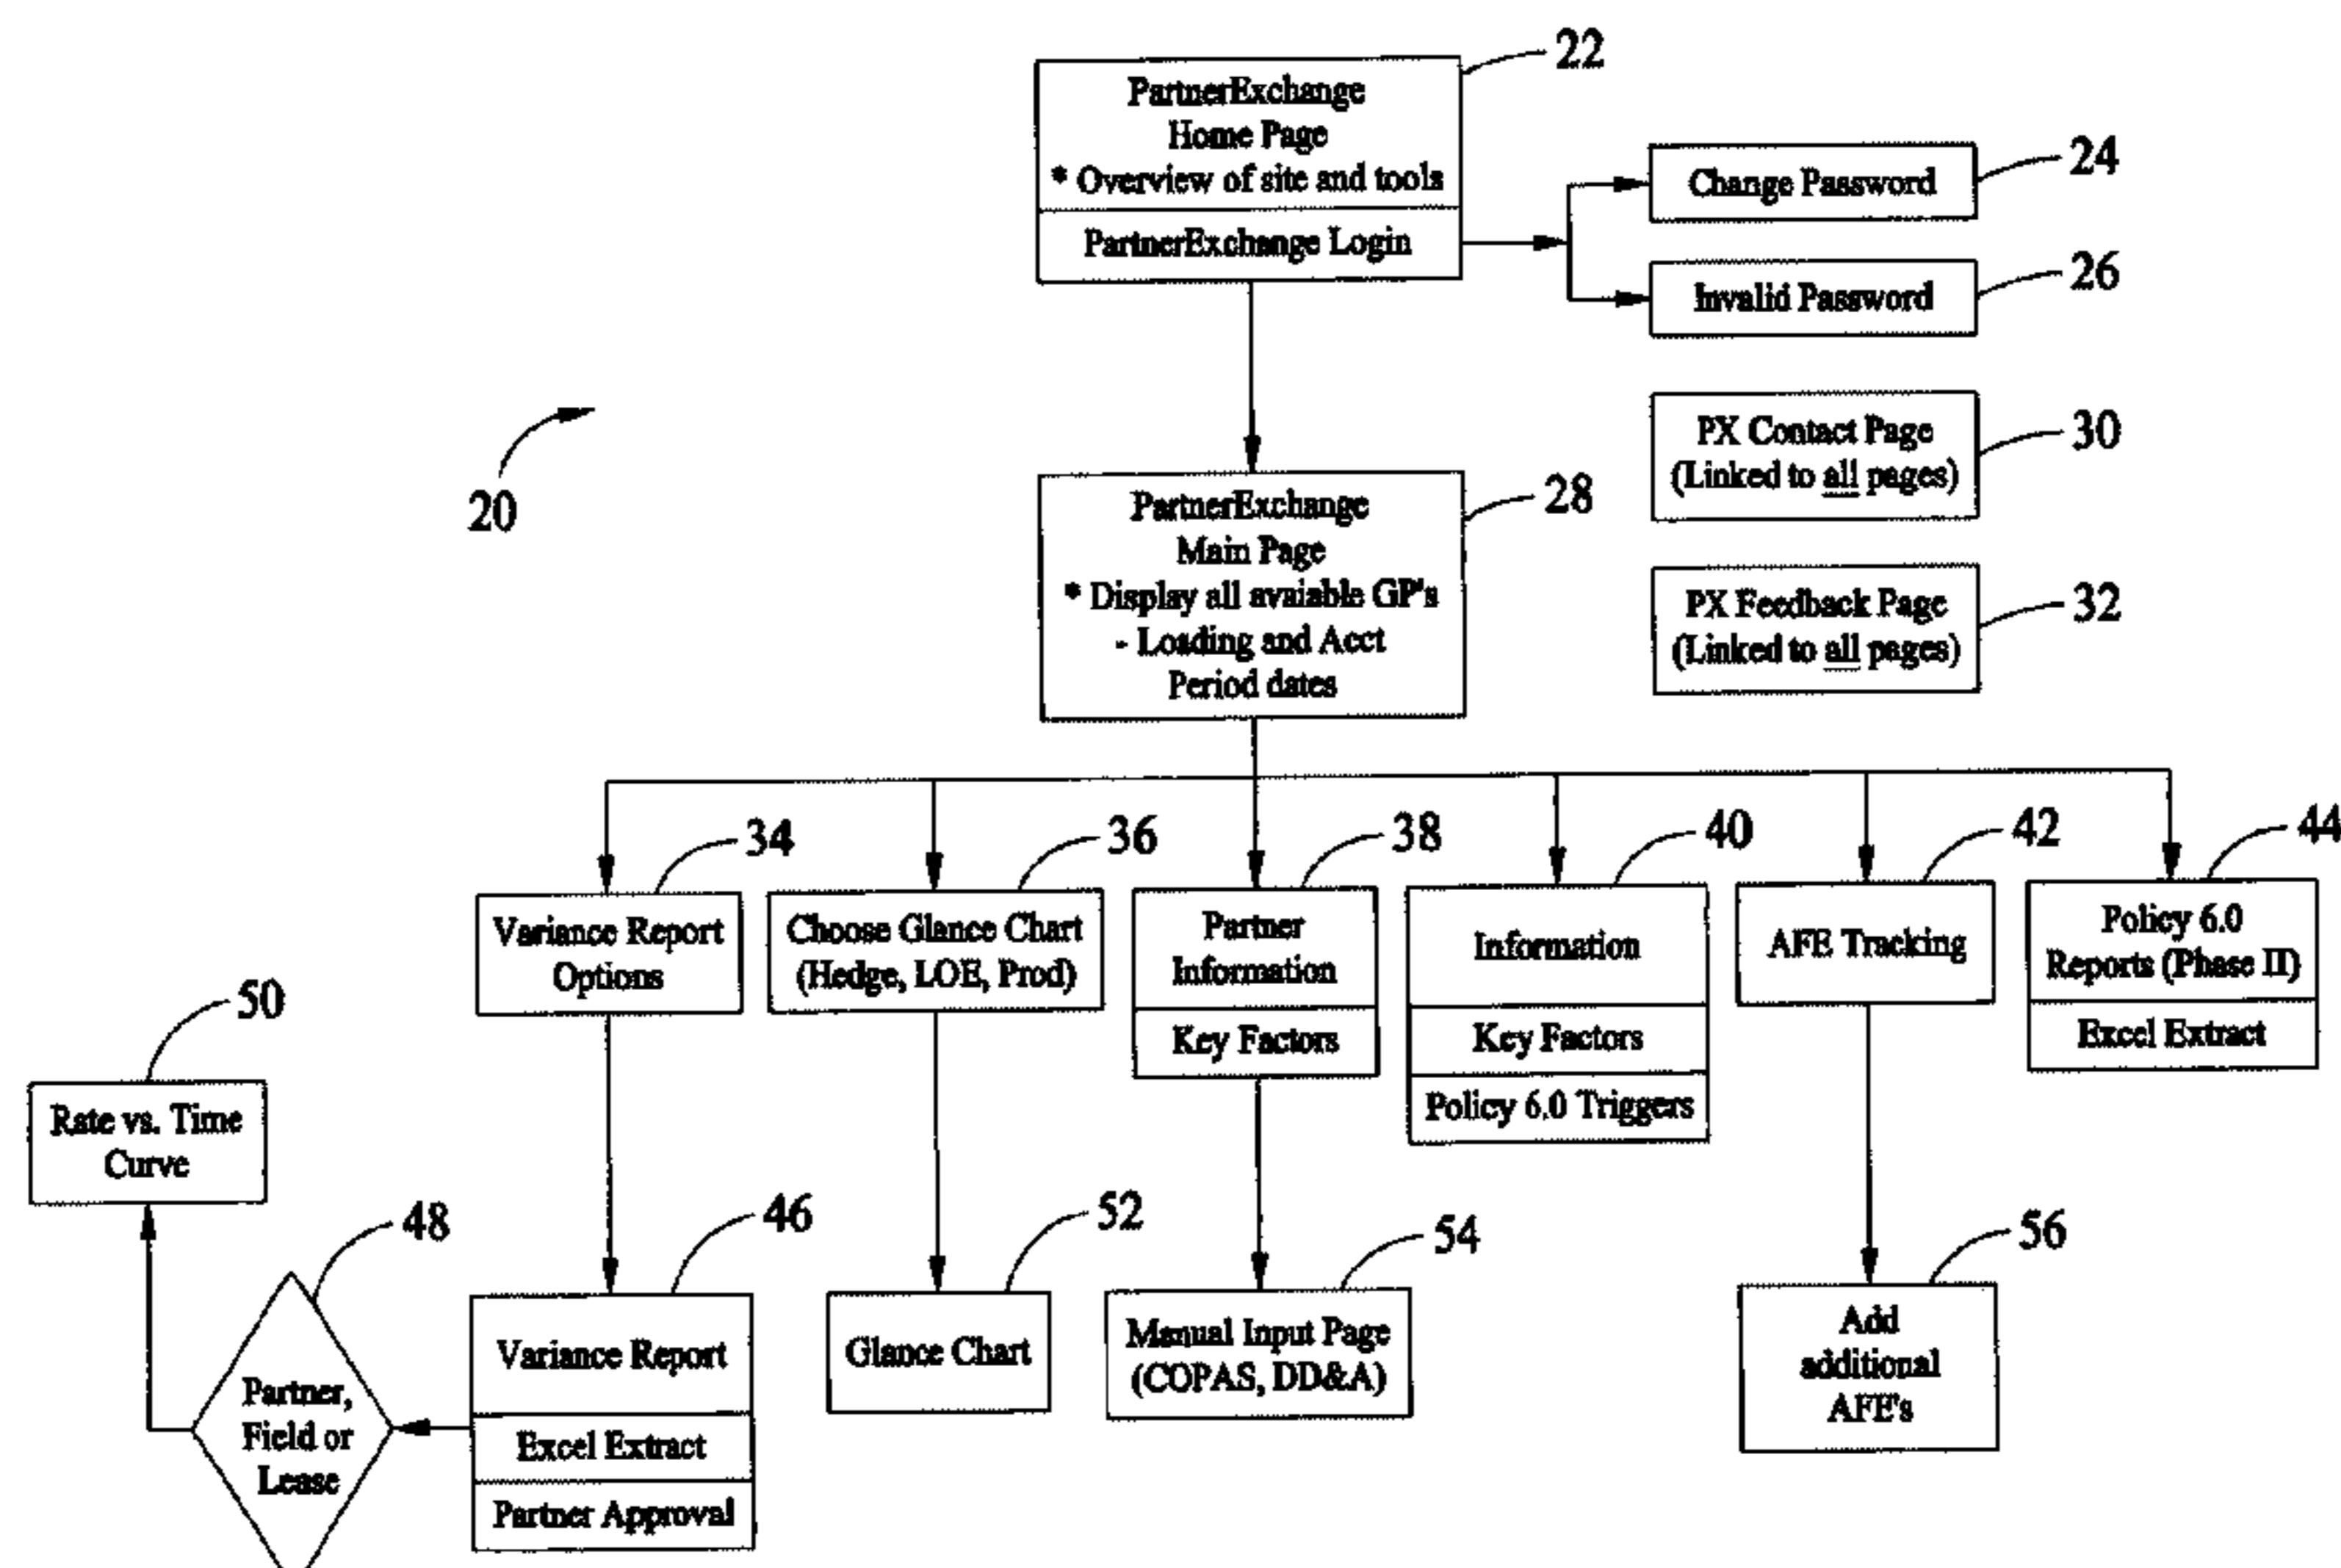 22
PartnerExchange
Home Page
* Overview of site and tools
PartnerExchange Login
24
Change Password
26
Invalid Password
20
28
PartnerExchange
Main Page
* Display all avaiable GP's
- Loading and Acct
Period dates
30
PX Contact Page
(Linked to all pages)
32
PX Feedback Page
(Linked to all pages)
34
Variance Report
Options
36
Choose Glance Chart
(Hedge, LOE, Prod)
38
Partner
Information
Key Factors
40
Information
Key Factors
Policy 6.0 Triggers
42
AFE Tracking
44
Policy 6.0
Reports (Phase II)
Excel Extract
50
Rate vs. Time
Curve
48
Partner,
Field or
Lease
46
Variance Report
Excel Extract
Partner Approval
52
Glance Chart
54
Manual Input Page
(COPAS, DD&A)
56
Add
additional
AFE's